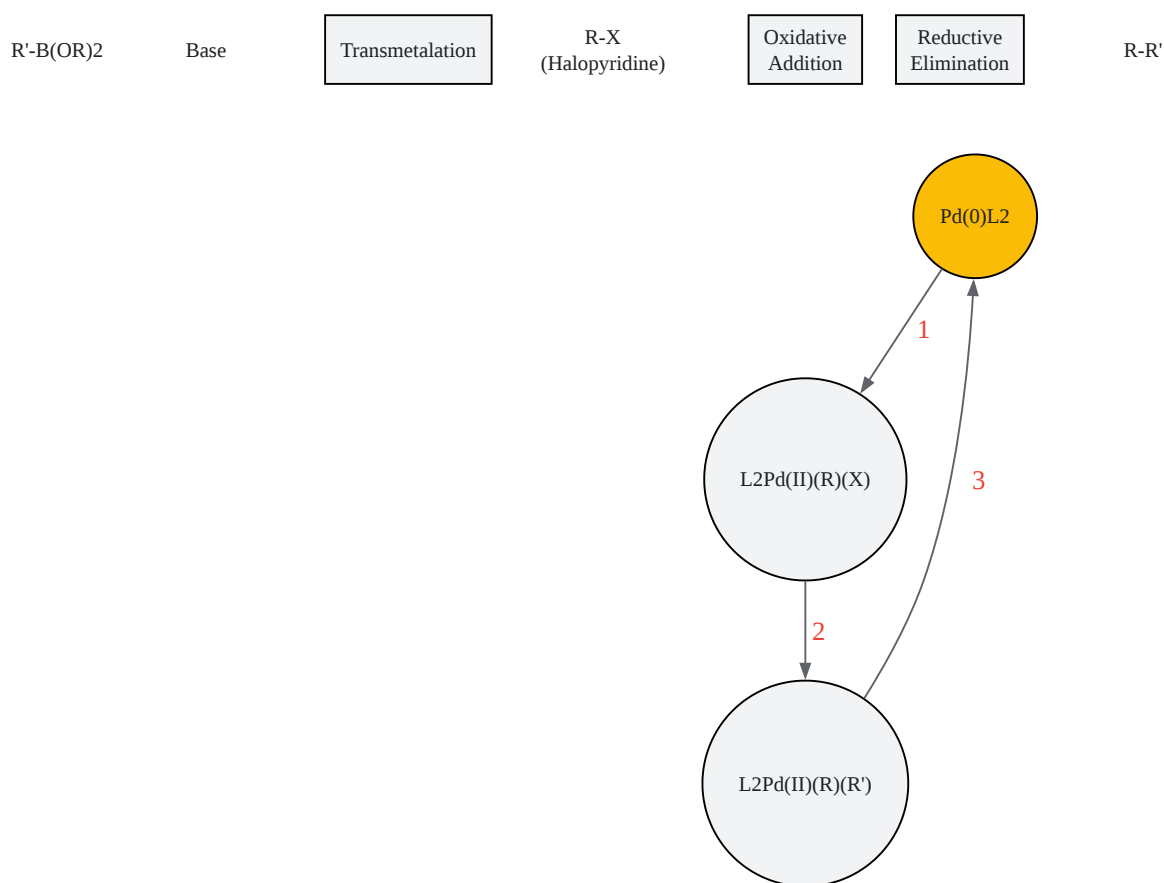 R'-B(OR)2
Base
Transmetalation
R-X
(Halopyridine)
Oxidative
Addition
Reductive
Elimination
R-R'
Pd(0)L2
1
L2Pd(II)(R)(X)
3
2
L2Pd(II)(R)(R')